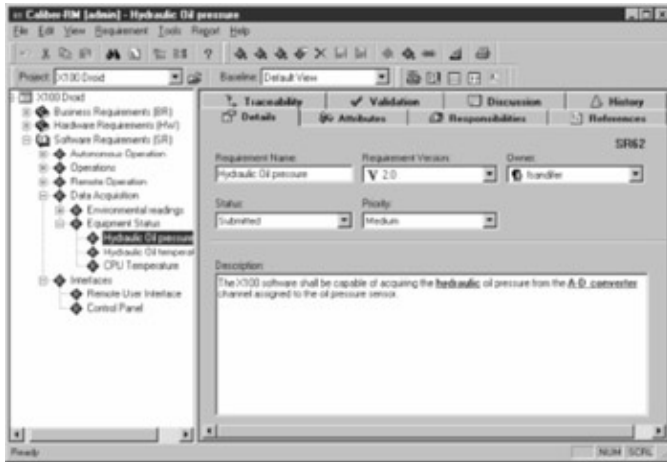 Caliber-RM [admin] - Hydraulic Oil pressure
File Edit View Requirement Tools Report Help
Project: X100 Droid Baseline: Default View
X100 Droid
Business Requirements (BR)
Hardware Requirements (HW)
Software Requirements (SR)
Autonomous Operation
Operations
Remote Operation
Data Acquisition
Environmental readings
Equipment Status
Hydraulic Oil pressure
Hydraulic Oil temperat
CPU Temperature
Interfaces
Remote User Interface
Control Panel
Traceability Validation Discussion History
Details Attributes Responsibilities References
SR62
Requirement Name: Requirement Version: Owner:
Hydraulic Oil pressure V 2.0
Status: Priority:
Submitted Medium
Description:
The X100 software shall be capable of acquiring the hydraulic oil pressure from the A-D converter
channel assigned to the oil pressure sensor.
Ready NUM SCRL